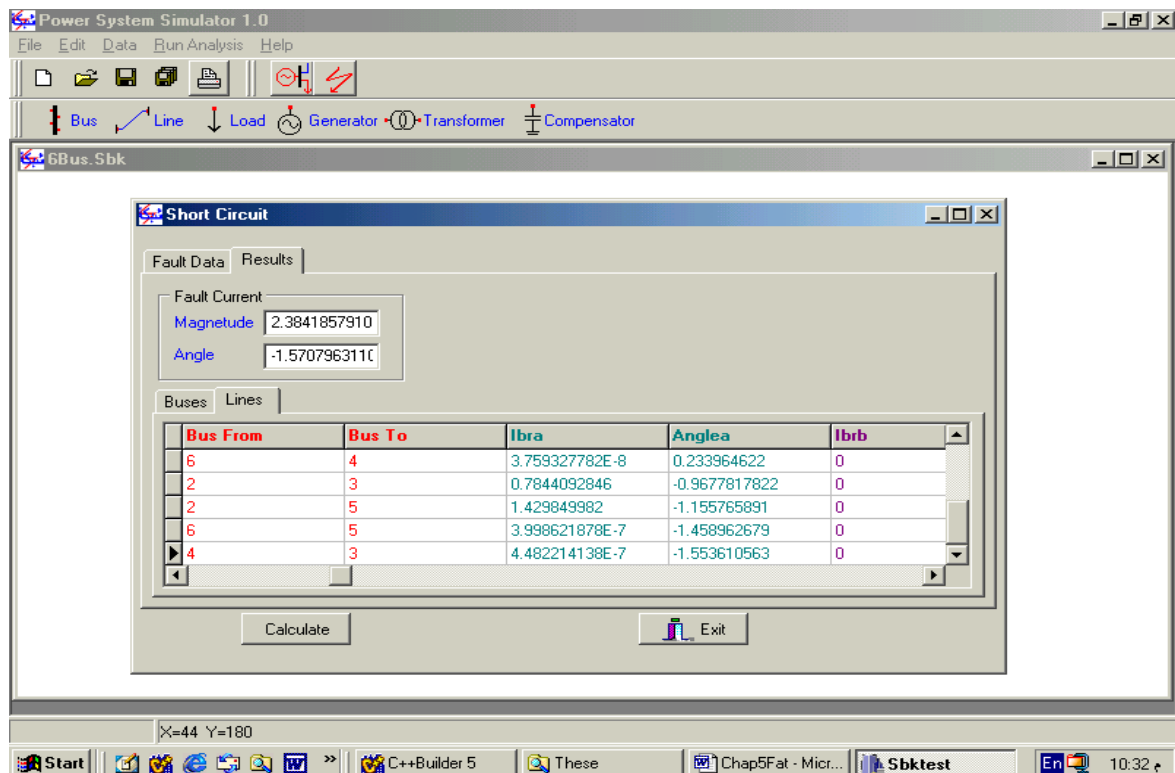 Power System Simulator 1.0
File Edit Data Run Analysis Help
Bus Line Load Generator Transformer Compensator
6Bus.Sbk
Short Circuit
Fault Data Results
Fault Current
Magnetude 2.3841857910
Angle -1.570796311(
Buses Lines
Bus From Bus To Ibra Anglea Ibrb
6 4 3.759327782E-8 0.233964622 0
2 3 0.7844092846 -0.9677817822 0
2 5 1.429849982 -1.155765891 0
6 5 3.998621878E-7 -1.458962679 0
4 3 4.482214138E-7 -1.553610563 0
Calculate Exit
X=44 Y=180
Start » C++Builder 5 These Chap5Fat - Micr... Sbktest En 10:32 م